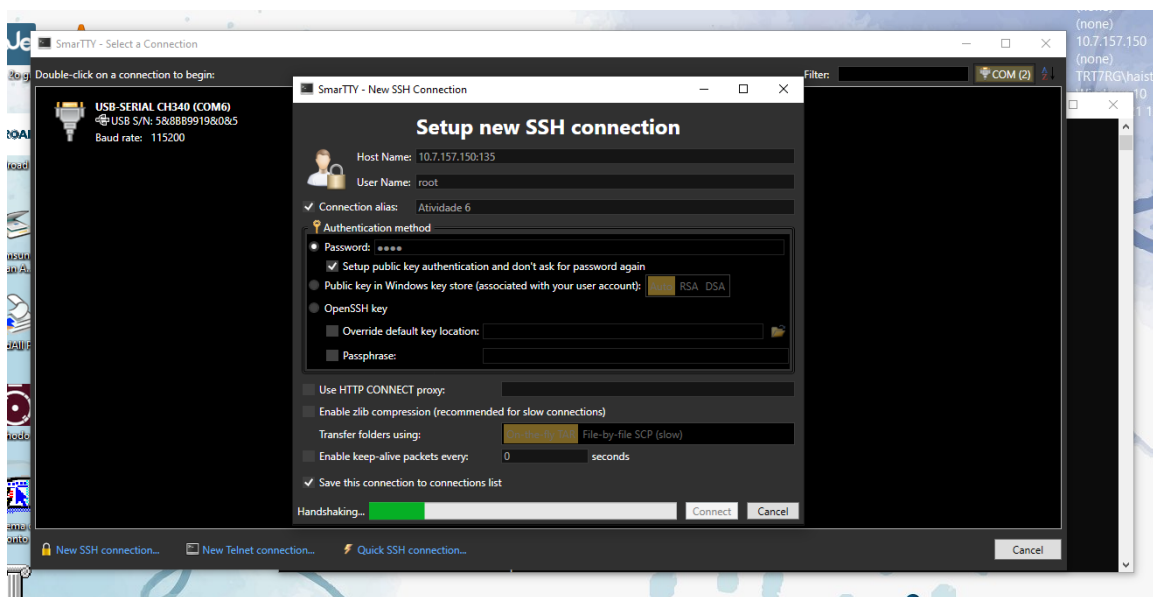 (none)
10.7.157.150
(none)
TRT7RG\haist
SmarTTY - Select a Connection
Double-click on a connection to begin:
Filter:
COM (2)
USB-SERIAL CH340 (COM6)
USB S/N: 5&8BB9919&0&5
Baud rate: 115200
SmarTTY - New SSH Connection
Setup new SSH connection
Host Name: 10.7.157.150:135
User Name: root
Connection alias: Atividade 6
Authentication method
Password: ●●●●
Setup public key authentication and don't ask for password again
Public key in Windows key store (associated with your user account): RSA DSA
OpenSSH key
Override default key location:
Passphrase:
Use HTTP CONNECT proxy:
Enable zlib compression (recommended for slow connections)
Transfer folders using: File-by-file SCP (slow)
Enable keep-alive packets every: 0 seconds
Save this connection to connections list
Handshaking... Connect Cancel
New SSH connection... New Telnet connection... Quick SSH connection... Cancel